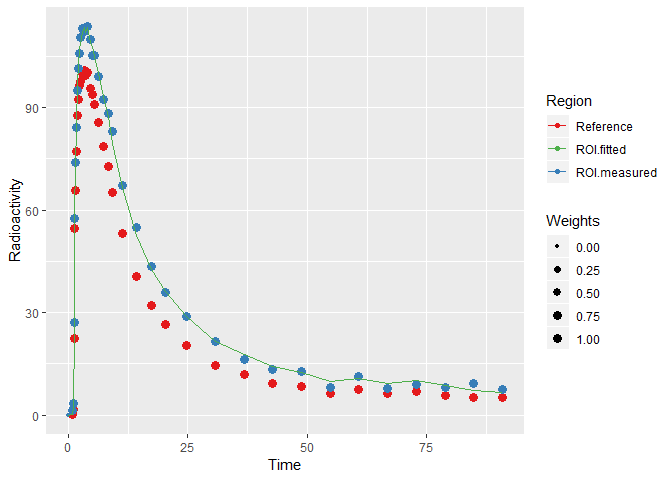 Radioactivity
90
60
30
0
0
25
50
75
Time
Region
Reference
ROI.fitted
ROI.measured
Weights
0.00
0.25
0.50
0.75
1.00